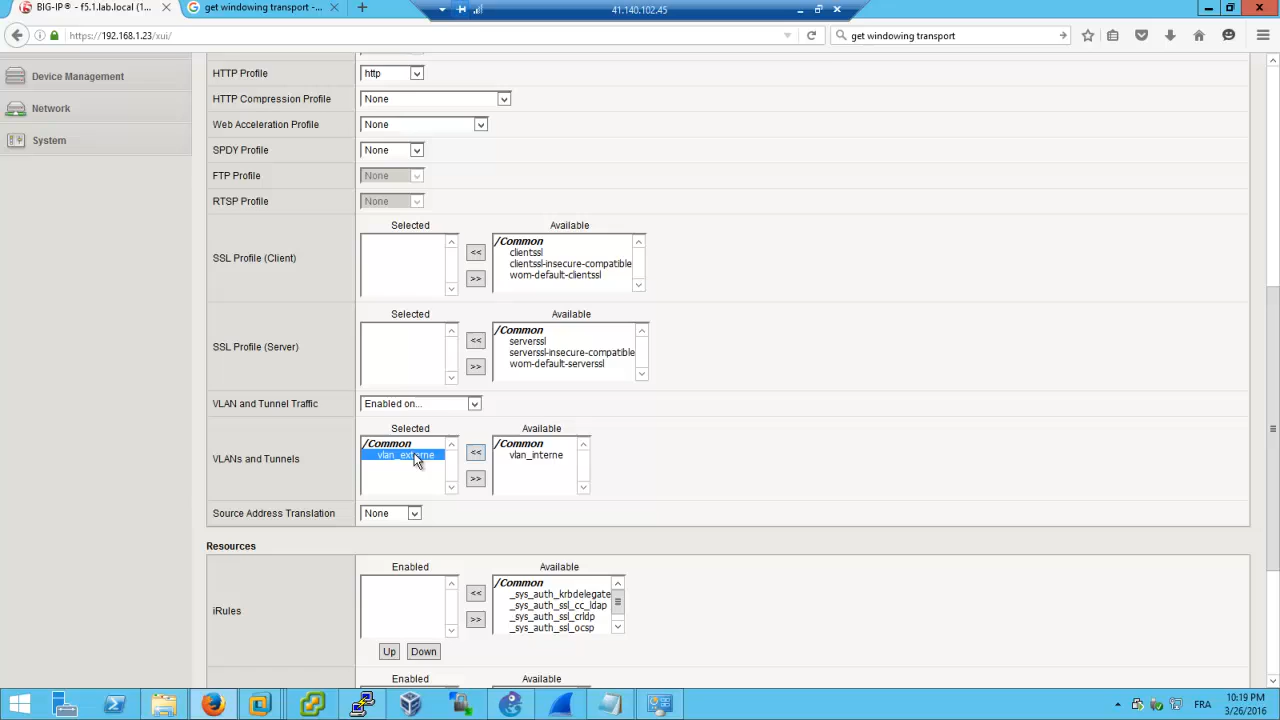 BIG-IP® - f5.1.lab.local (1...
get windowing transport - ...
41.140.102.45
https://192.168.1.23/xui/
get windowing transport
Device Management
Network
System
HTTP Profile
http
HTTP Compression Profile
None
Web Acceleration Profile
None
SPDY Profile
None
FTP Profile
None
RTSP Profile
None
Selected
Available
SSL Profile (Client)
<<
>>
/Common
clientssl
clientssl-insecure-compatible
wom-default-clientssl
Selected
Available
SSL Profile (Server)
<<
>>
/Common
serverssl
serverssl-insecure-compatible
wom-default-serverssl
VLAN and Tunnel Traffic
Enabled on...
Selected
Available
VLANs and Tunnels
/Common
vlan_externe
<<
>>
/Common
vlan_interne
Source Address Translation
None
Resources
Enabled
Available
iRules
<<
>>
/Common
_sys_auth_krbdelegate
_sys_auth_ssl_cc_ldap
_sys_auth_ssl_crldp
_sys_auth_ssl_ocsp
Up
Down
Enabled
Available
FRA
10:19 PM
3/26/2016